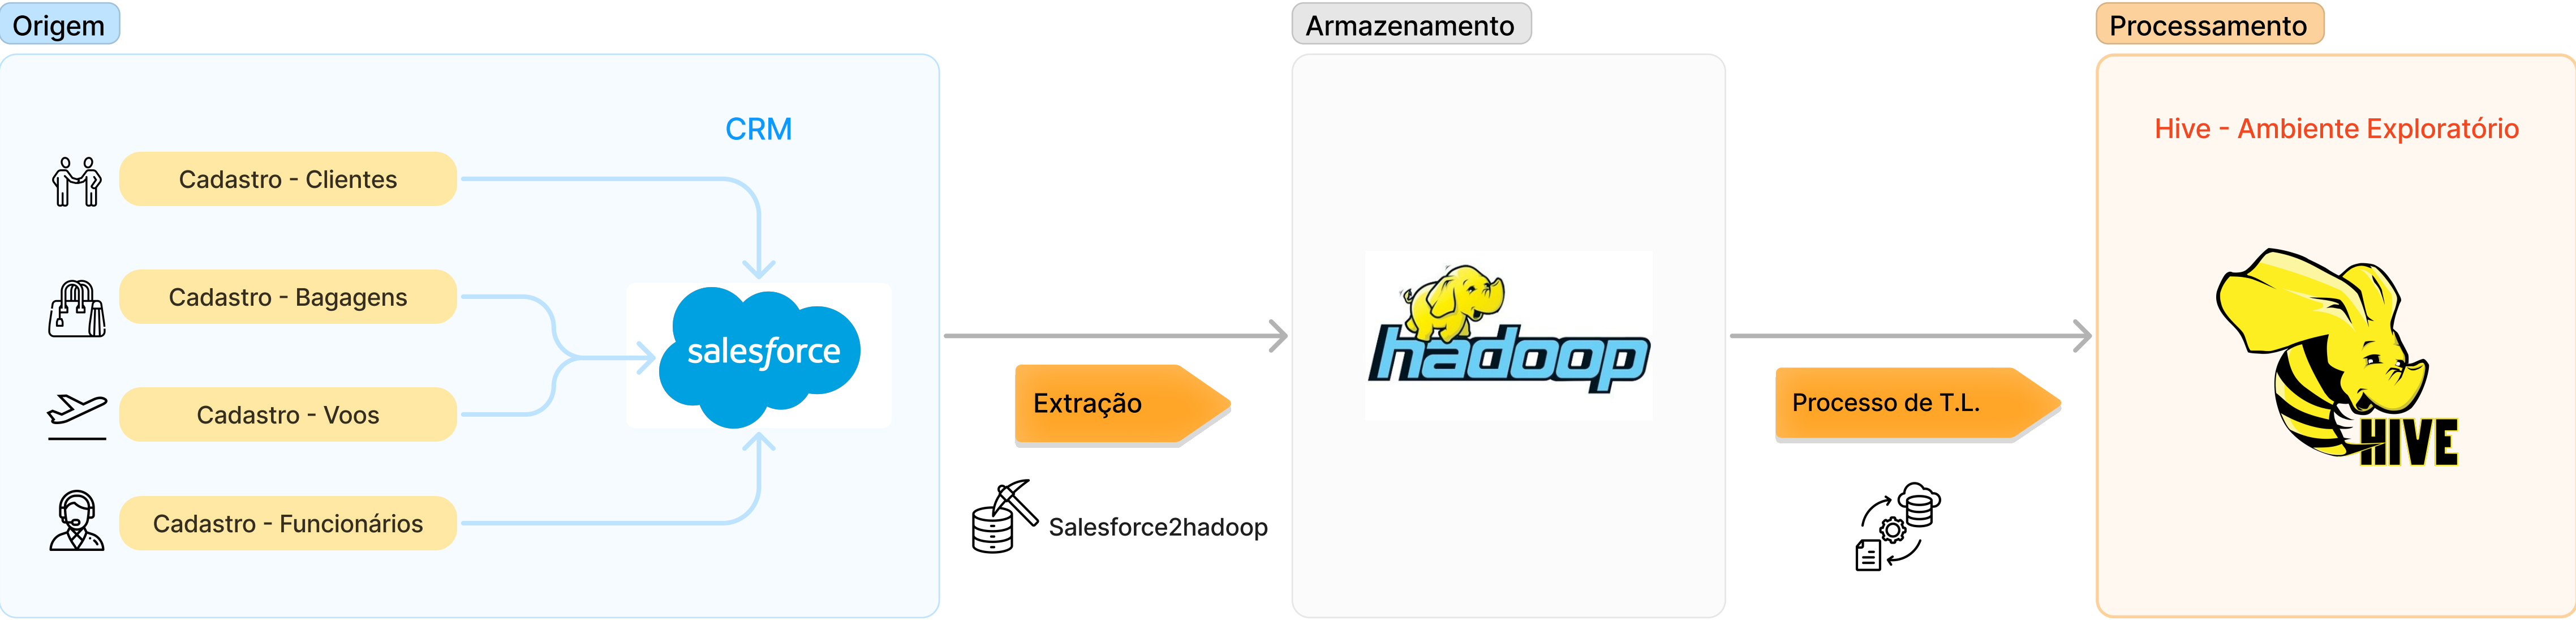 Origem
CRM
Cadastro - Clientes
Cadastro - Bagagens
Cadastro - Voos
Cadastro - Funcionários
salesforce
Extração
Salesforce2hadoop
Armazenamento
hadoop
Processo de T.L.
Processamento
Hive - Ambiente Exploratório
HIVE